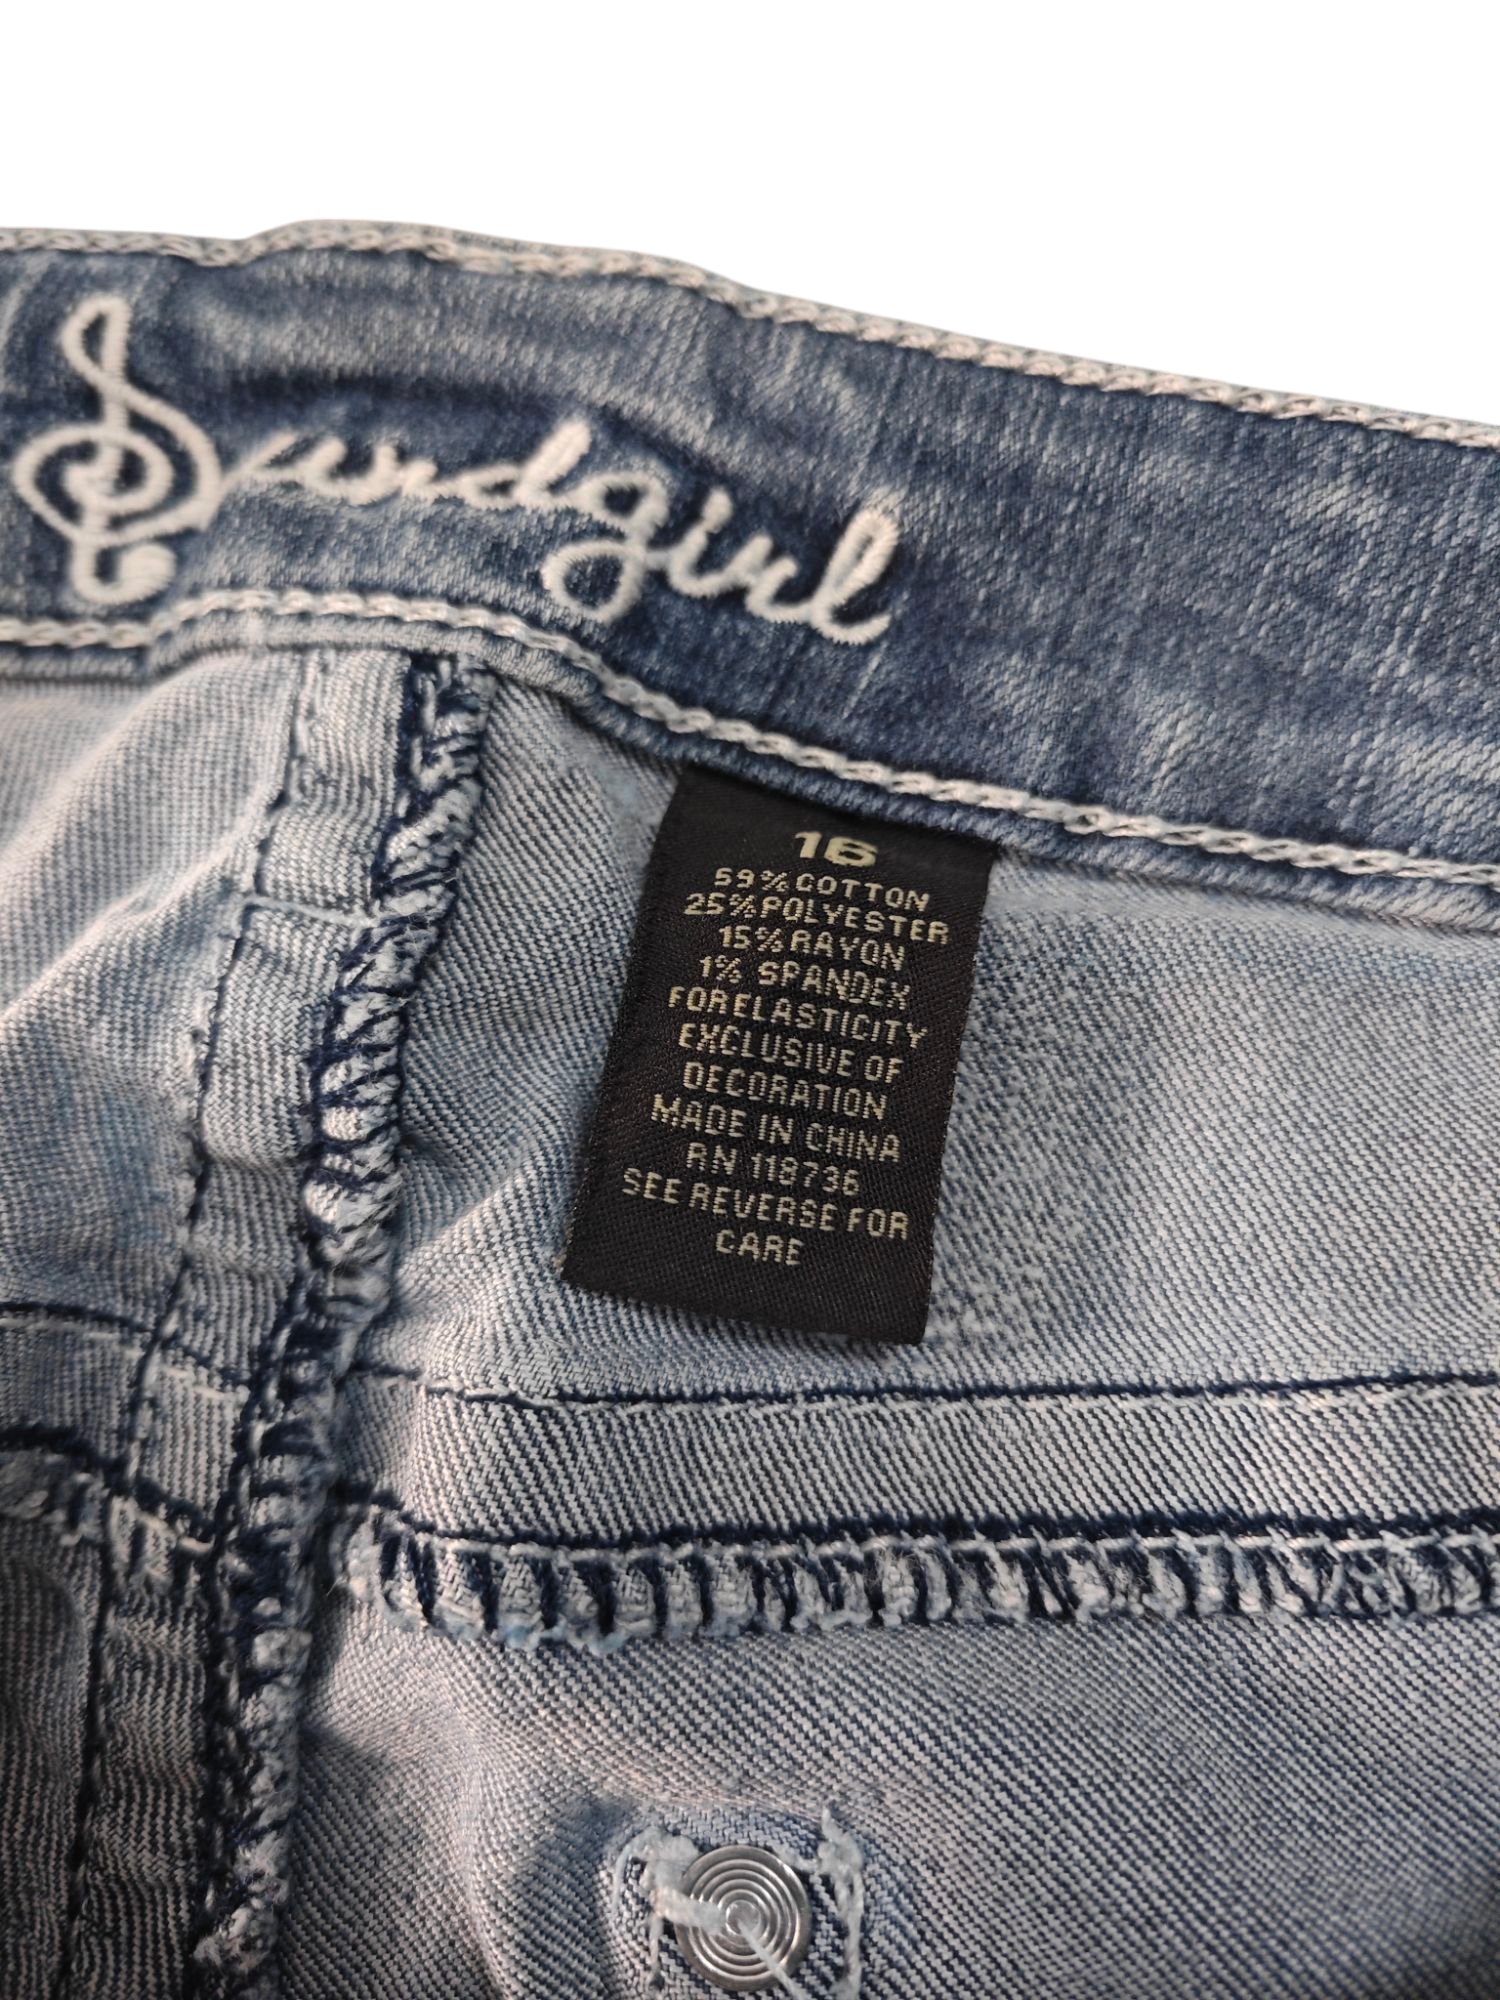 Soundgirl
16
59% COTTON
25% POLYESTER
15% RAYON
1% SPANDEX
FOR ELASTICITY
EXCLUSIVE OF
DECORATION
MADE IN CHINA
RN 118736
SEE REVERSE FOR
CARE